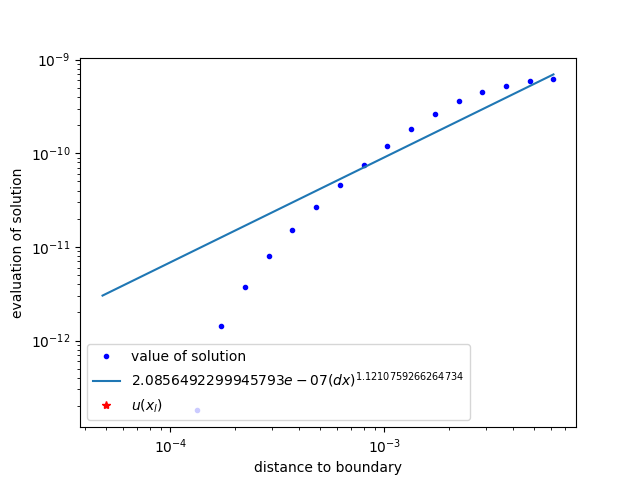 10⁻⁹
10⁻¹⁰
10⁻¹¹
10⁻¹²
evaluation of solution
value of solution
2.0856492299945793e − 07(dx)^1.1210759266264734
u(x_l)
10⁻⁴ 10⁻³
distance to boundary